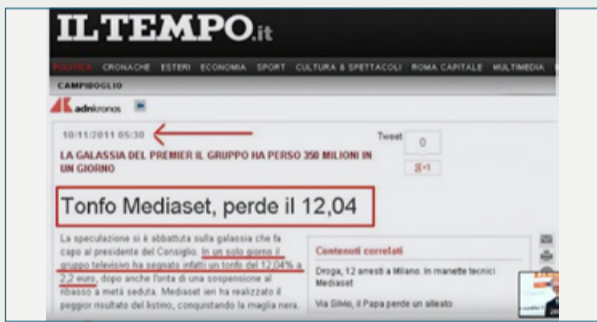 IL TEMPO.it
POLITICA CRONACHE ESTERI ECONOMIA SPORT CULTURA & SPETTACOLI ROMA CAPITALE MULTIMEDIA
CAMPIDOGLIO
adnkronos
10/11/2011 05:30
Tweet 0
LA GALASSIA DEL PREMIER IL GRUPPO HA PERSO 350 MILIONI IN
UN GIORNO
+1
Tonfo Mediaset, perde il 12,04
La speculazione si è abbattuta sulla galassia che fa
capo al presidente del Consiglio. In un solo giorno il
gruppo televisivo ha segnato infatti un tonfo del 12,04% a
2,2 euro, dopo anche l'onta di una sospensione al
ribasso a metà seduta. Mediaset ieri ha realizzato il
peggior risultato del listino, conquistando la maglia nera.
Contenuti correlati
Droga, 12 arresti a Milano. In manette tecnici
Mediaset
Via Silvio, il Papa perde un alleato